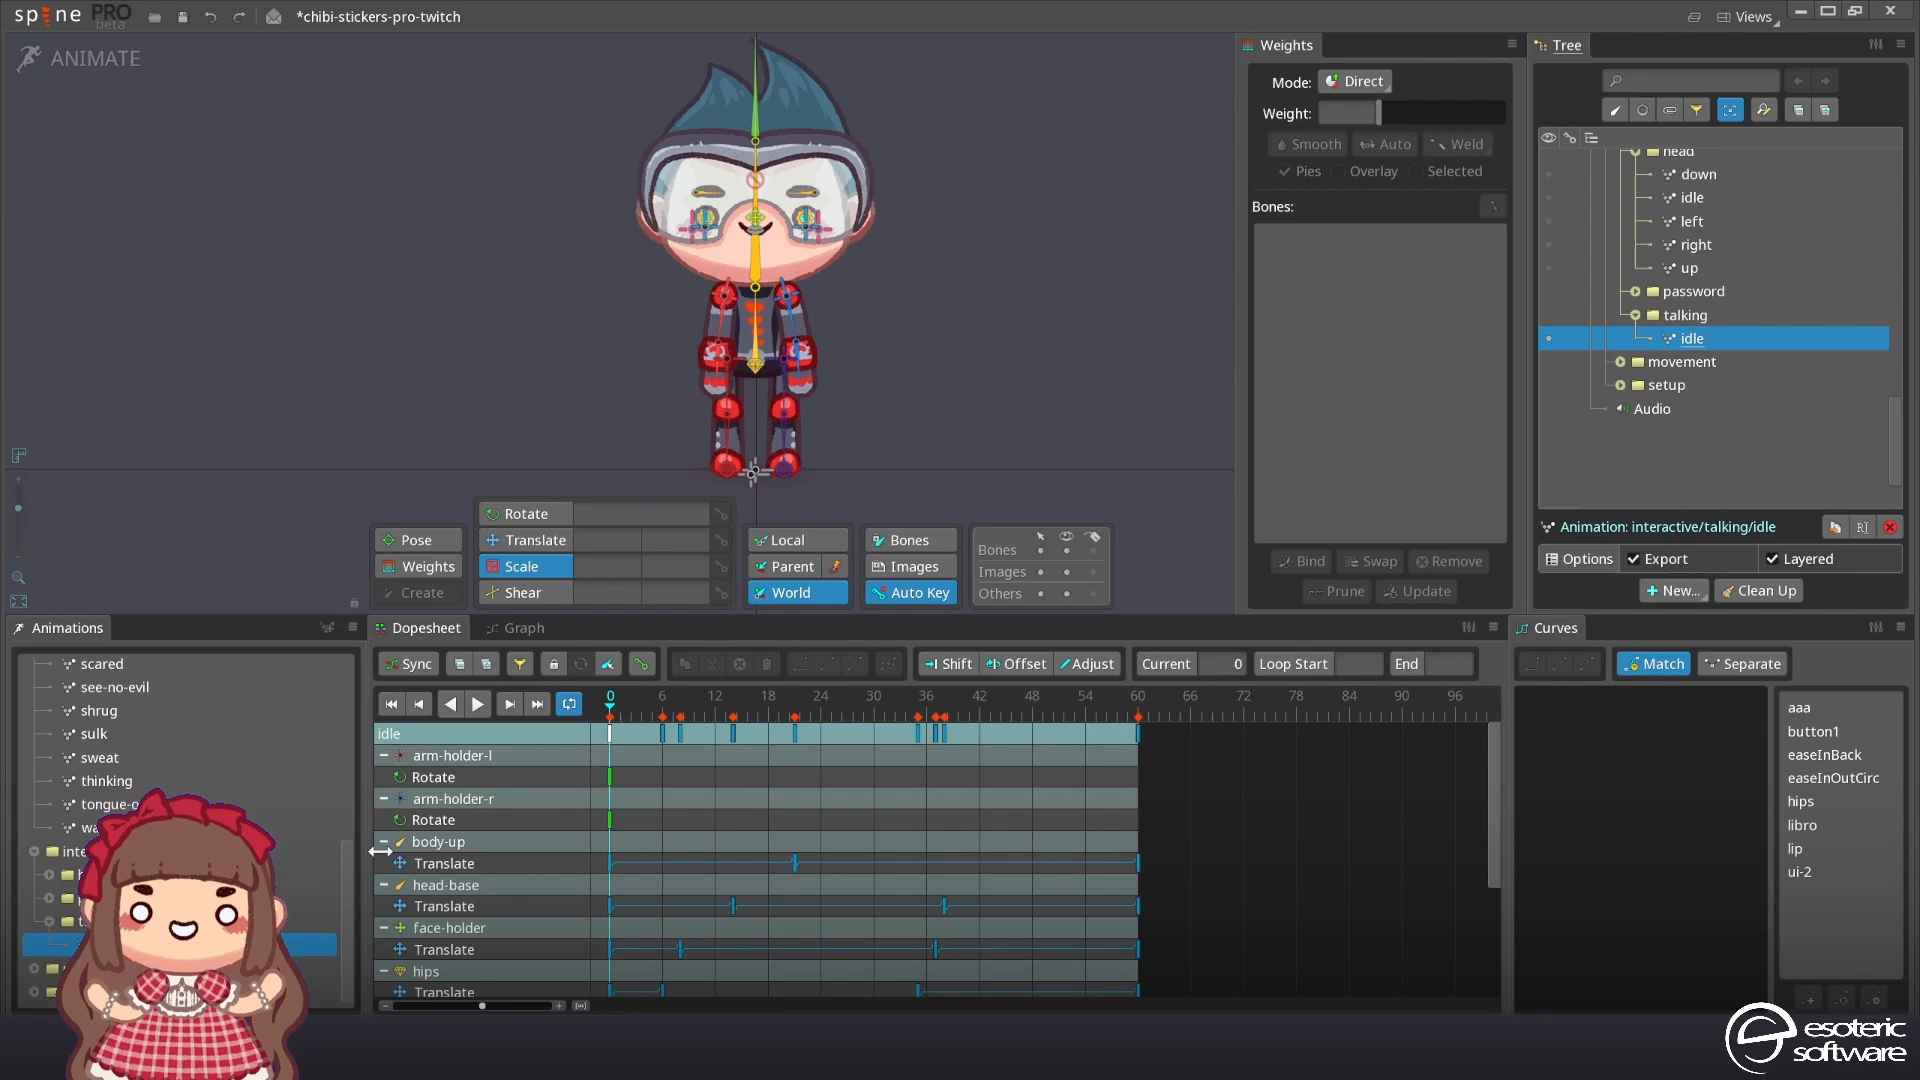 spine PRO
beta
*chibi-stickers-pro-twitch
Views
ANIMATE
Weights
Mode: Direct
Weight:
Smooth Auto Weld
Pies Overlay Selected
Bones:
Bind Swap Remove
Prune Update
Tree
head
down
idle
left
right
up
password
talking
idle
movement
setup
Audio
Animation: interactive/talking/idle
Options Export Layered
New... Clean Up
Pose
Weights
Create
Rotate
Translate
Scale
Shear
Local
Parent
World
Bones
Images
Auto Key
Bones
Images
Others
Animations
scared
see-no-evil
shrug
sulk
sweat
thinking
Dopesheet Graph
Sync Shift Offset Adjust Current 0 Loop Start End
0 6 12 18 24 30 36 42 48 54 60 66 72 78 84 90 96
idle
arm-holder-l
Rotate
arm-holder-r
Rotate
body-up
Translate
head-base
Translate
face-holder
Translate
hips
Translate
Curves
Match Separate
aaa
button1
easeInBack
easeInOutCirc
hips
libro
lip
ui-2
esoteric
software